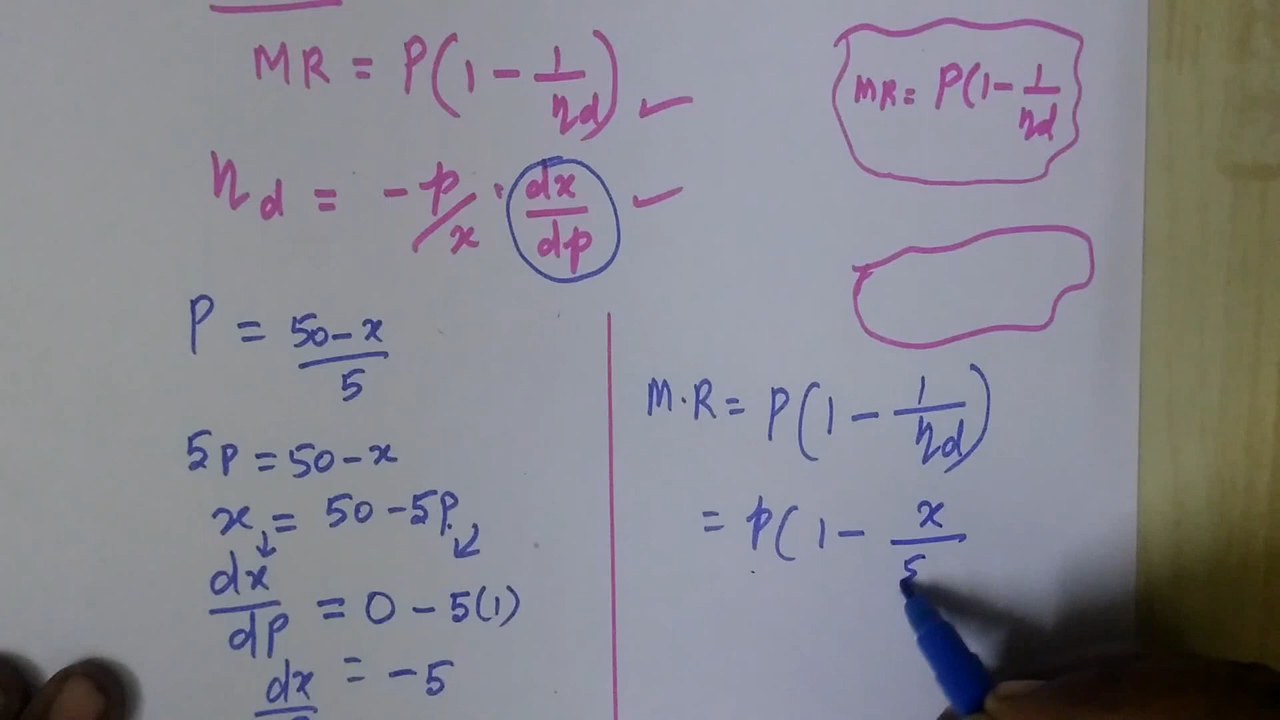 MR = P(1 - 1/ηd) ✓
ηd = -p/x · dx/dp ✓
MR = P(1 - 1/ηd
P = 50-x/5
5P = 50-x
x = 50-5P
dx/dp = 0 - 5(1)
dx = -5
M.R = P(1 - 1/ηd)
= P(1 - x/5